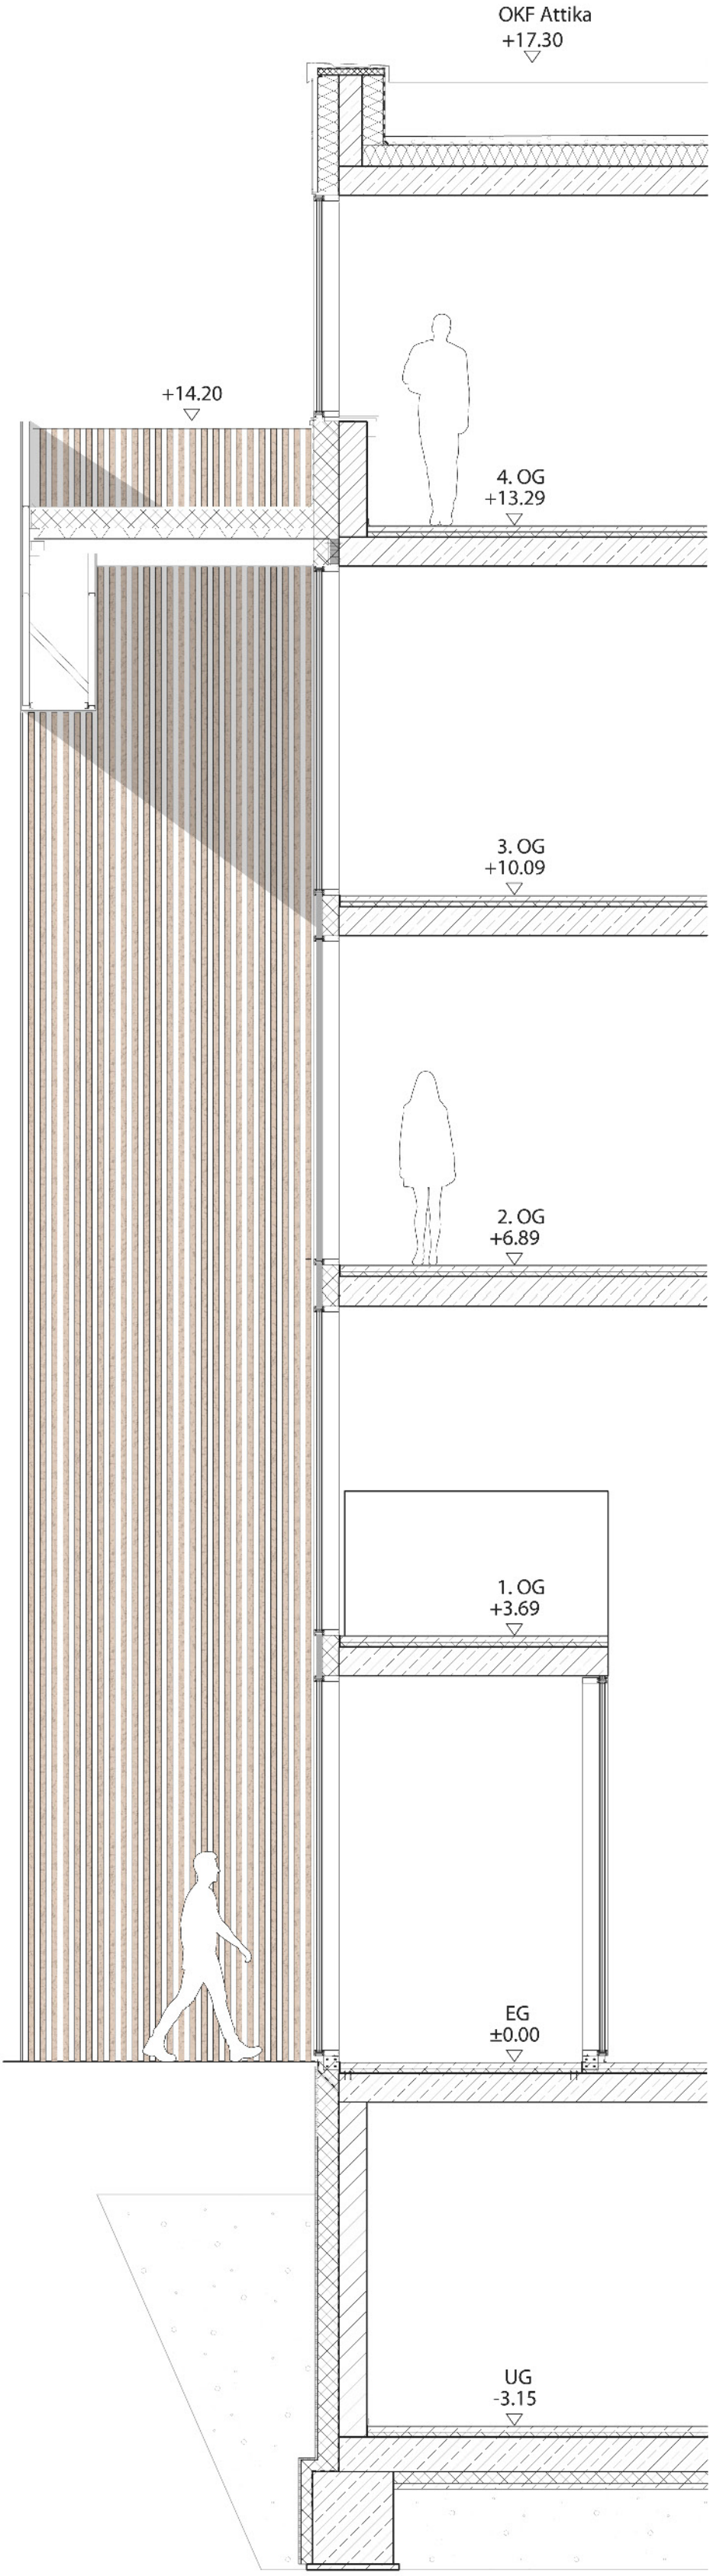 OKF Attika
+17.30
+14.20
4. OG
+13.29
3. OG
+10.09
2. OG
+6.89
1. OG
+3.69
EG
±0.00
UG
-3.15